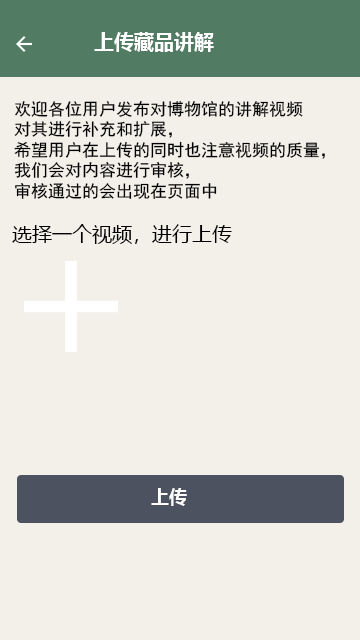 上传藏品讲解
欢迎各位用户发布对博物馆的讲解视频
对其进行补充和扩展，
希望用户在上传的同时也注意视频的质量，
我们会对内容进行审核，
审核通过的会出现在页面中
选择一个视频，进行上传
上传